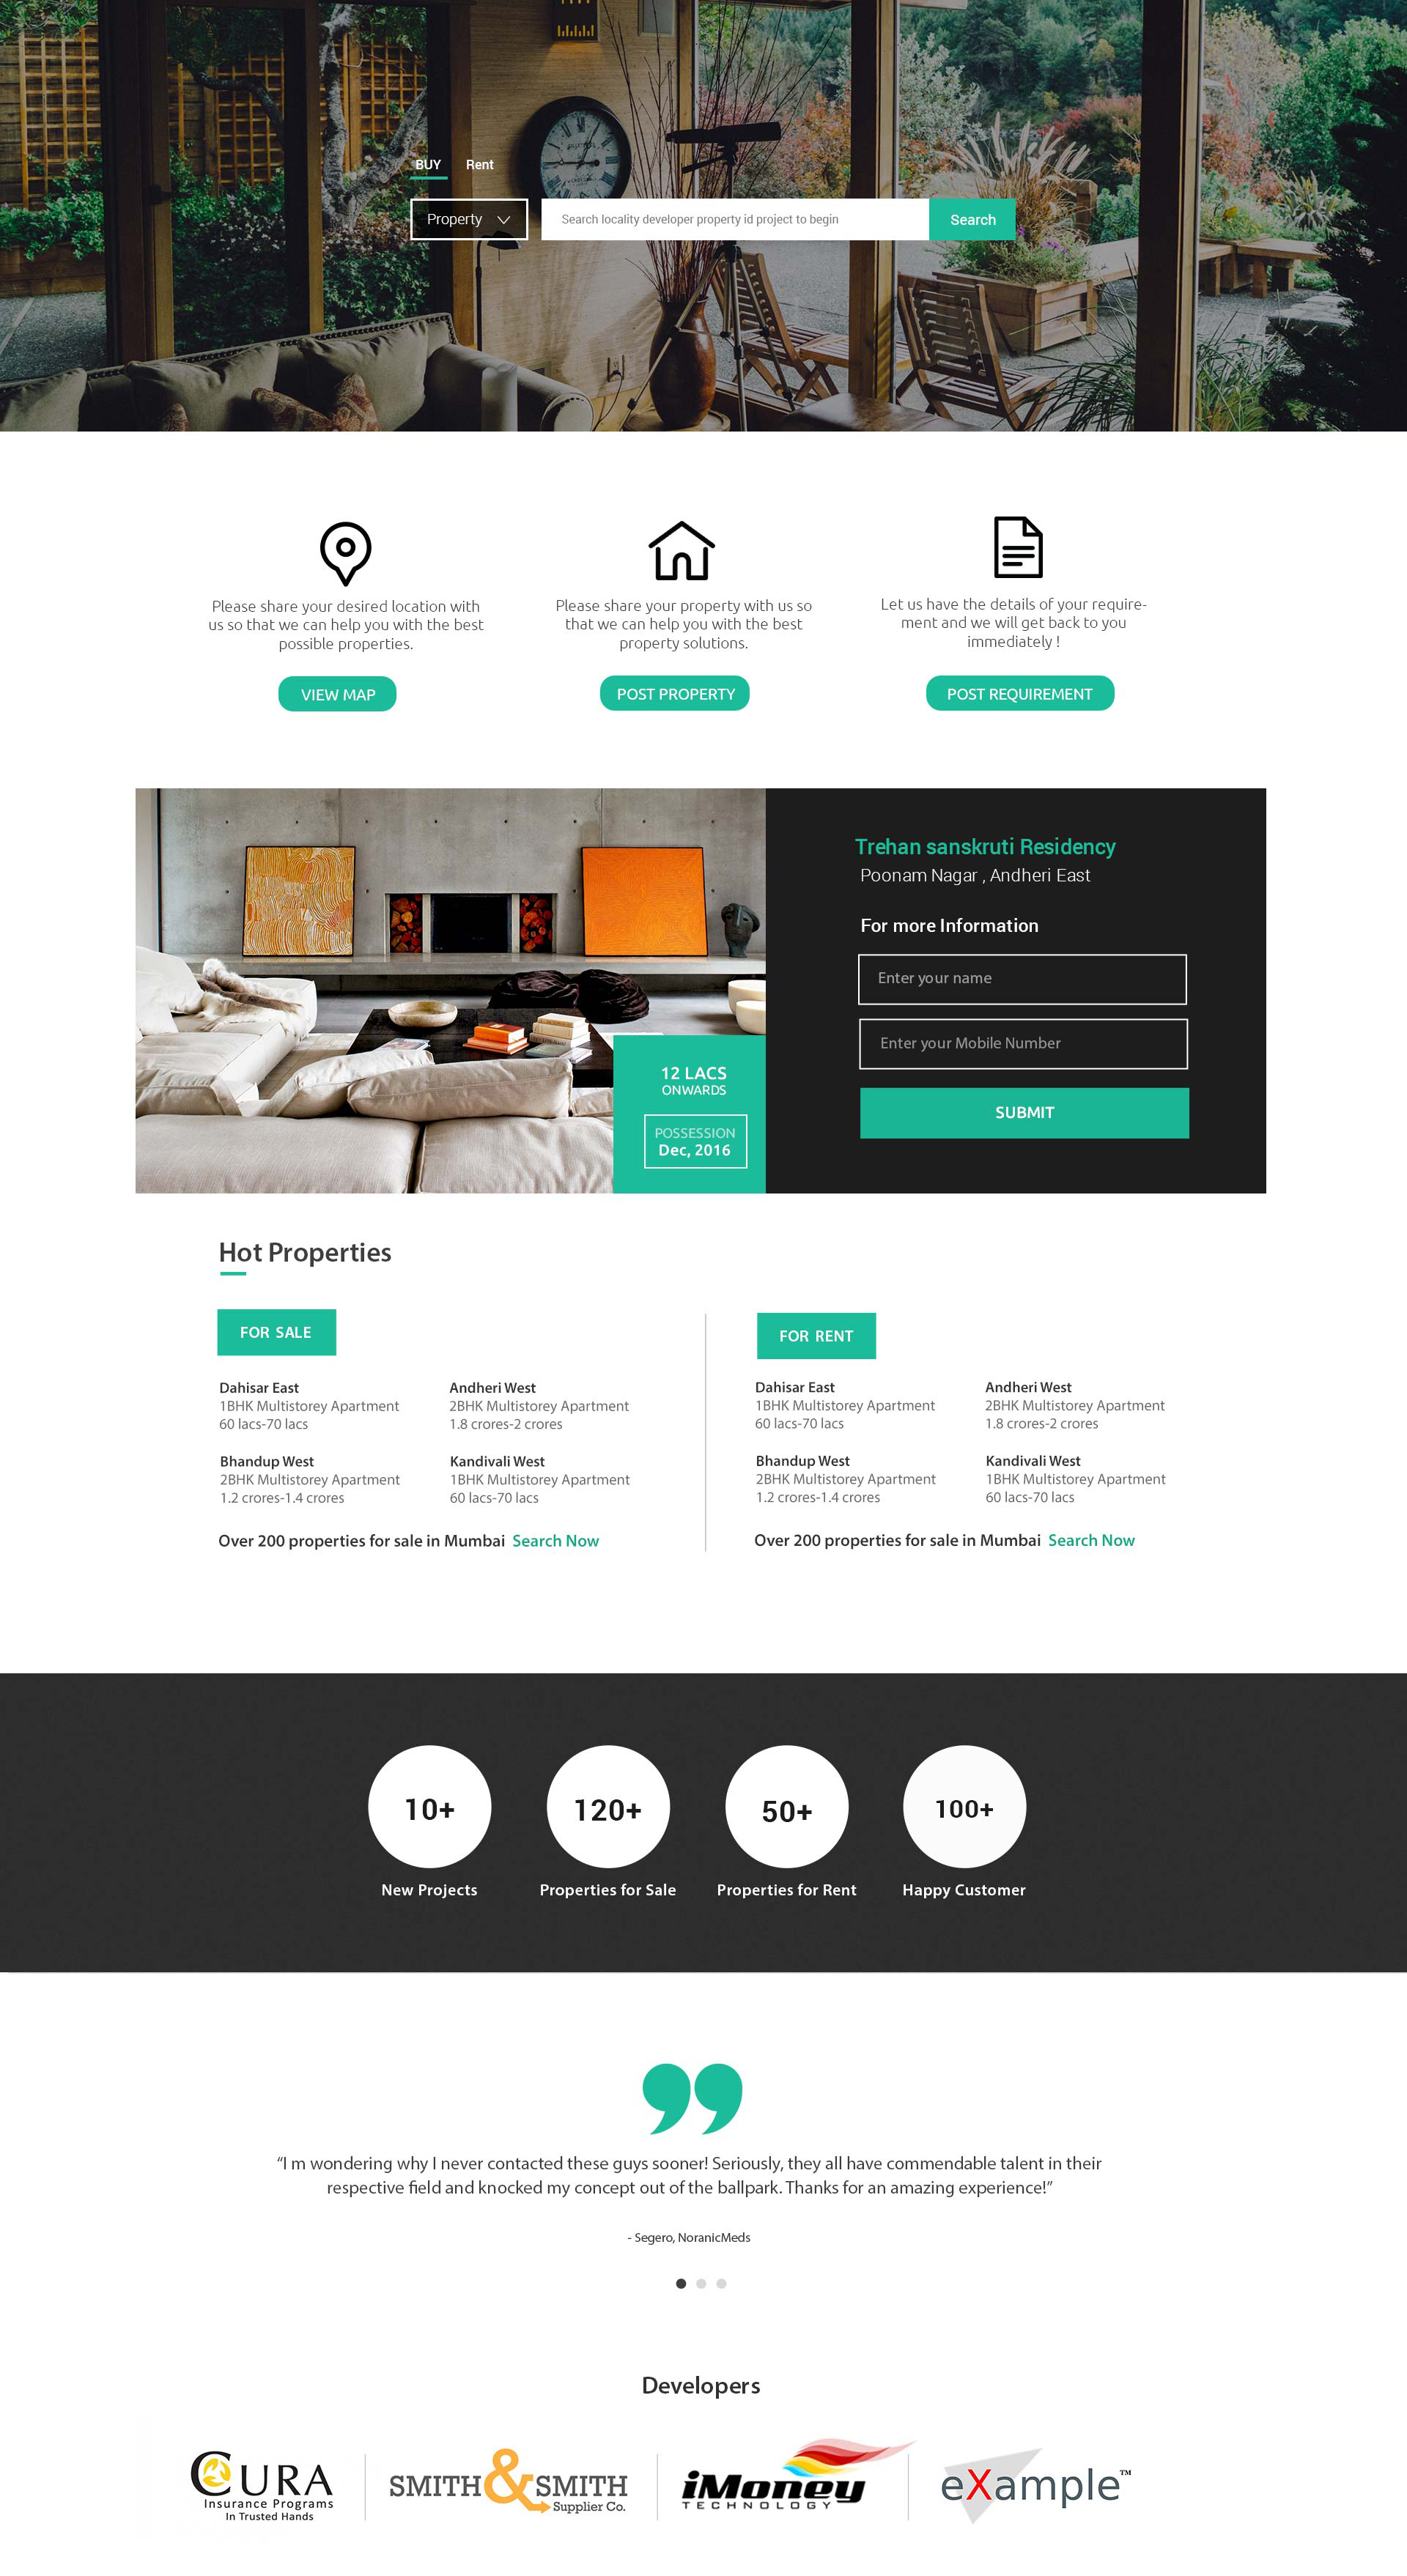 BUY Rent
Property
Search locality developer property id project to begin
Search
Please share your desired location with
us so that we can help you with the best
possible properties.
VIEW MAP
Please share your property with us so
that we can help you with the best
property solutions.
POST PROPERTY
Let us have the details of your require-
ment and we will get back to you
immediately !
POST REQUIREMENT
12 LACS
ONWARDS
POSSESSION
Dec, 2016
Trehan sanskruti Residency
Poonam Nagar , Andheri East
For more Information
Enter your name
Enter your Mobile Number
SUBMIT
Hot Properties
FOR SALE
Dahisar East
1BHK Multistorey Apartment
60 lacs-70 lacs
Andheri West
2BHK Multistorey Apartment
1.8 crores-2 crores
Bhandup West
2BHK Multistorey Apartment
1.2 crores-1.4 crores
Kandivali West
1BHK Multistorey Apartment
60 lacs-70 lacs
Over 200 properties for sale in Mumbai Search Now
FOR RENT
Dahisar East
1BHK Multistorey Apartment
60 lacs-70 lacs
Andheri West
2BHK Multistorey Apartment
1.8 crores-2 crores
Bhandup West
2BHK Multistorey Apartment
1.2 crores-1.4 crores
Kandivali West
1BHK Multistorey Apartment
60 lacs-70 lacs
Over 200 properties for sale in Mumbai Search Now
10+
New Projects
120+
Properties for Sale
50+
Properties for Rent
100+
Happy Customer
“I m wondering why I never contacted these guys sooner! Seriously, they all have commendable talent in their
respective field and knocked my concept out of the ballpark. Thanks for an amazing experience!”
- Segero, NoranicMeds
Developers
CURA
Insurance Programs
In Trusted Hands
SMITH & SMITH
Supplier Co.
iMoney
TECHNOLOGY
eXample™